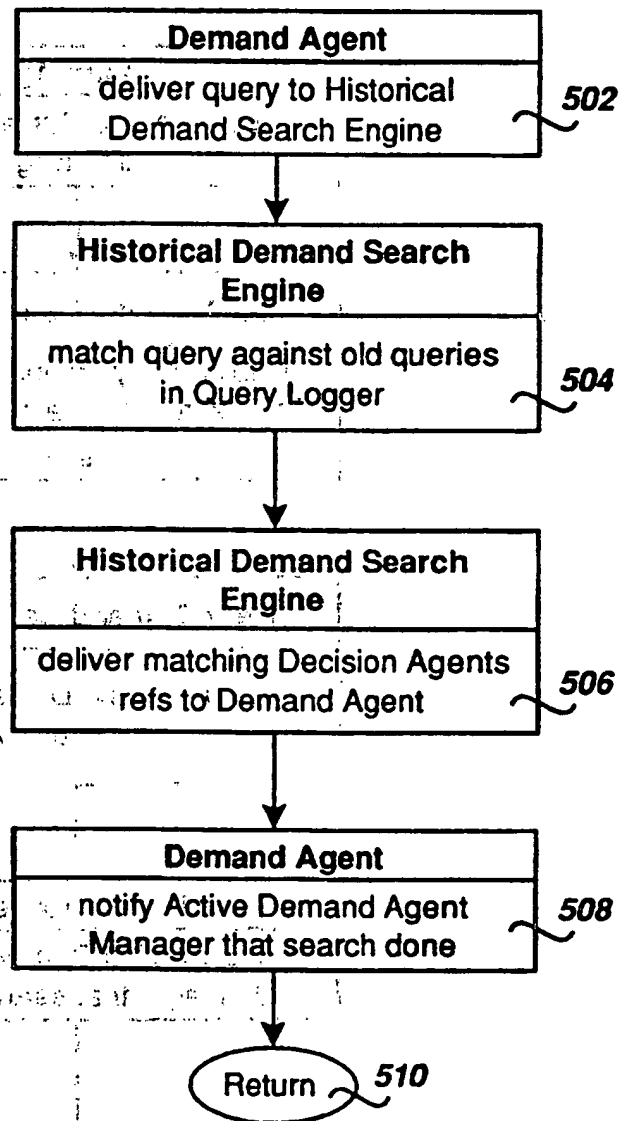 Demand Agent
deliver query to Historical
Demand Search Engine
502
Historical Demand Search
Engine
match query against old queries
in Query Logger
504
Historical Demand Search
Engine
deliver matching Decision Agents
refs to Demand Agent
506
Demand Agent
notify Active Demand Agent
Manager that search done
508
Return
510